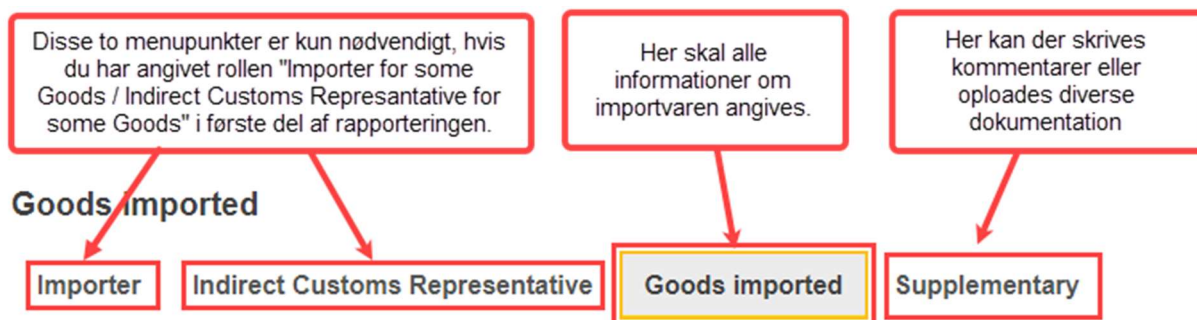 Disse to menupunkter er kun nødvendigt, hvis
du har angivet rollen "Importer for some
Goods / Indirect Customs Represantative for
some Goods" i første del af rapporteringen.
Her skal alle
informationer om
importvaren angives.
Her kan der skrives
kommentarer eller
oploades diverse
dokumentation
Goods imported
Importer
Indirect Customs Representative
Goods imported
Supplementary